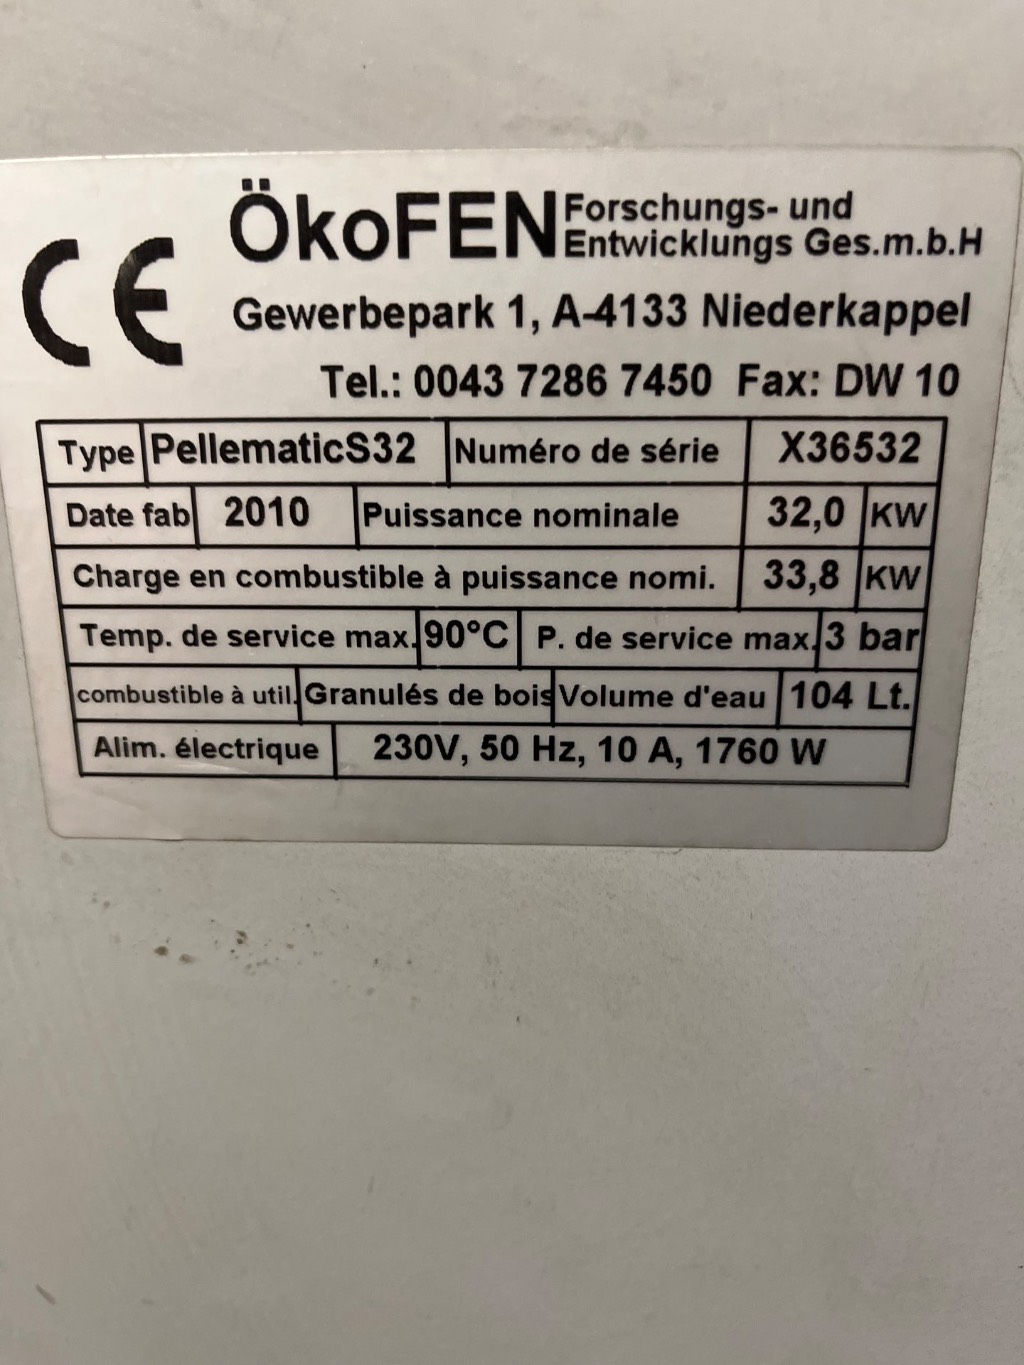 CE
ÖkoFEN Forschungs- und
Entwicklungs Ges.m.b.H
Gewerbepark 1, A-4133 Niederkappel
Tel.: 0043 7286 7450 Fax: DW 10
Type PellematicS32 Numéro de série X36532
Date fab 2010 Puissance nominale 32,0 KW
Charge en combustible à puissance nomi. 33,8 KW
Temp. de service max. 90°C P. de service max. 3 bar
combustible à util. Granulés de bois Volume d'eau 104 Lt.
Alim. électrique 230V, 50 Hz, 10 A, 1760 W